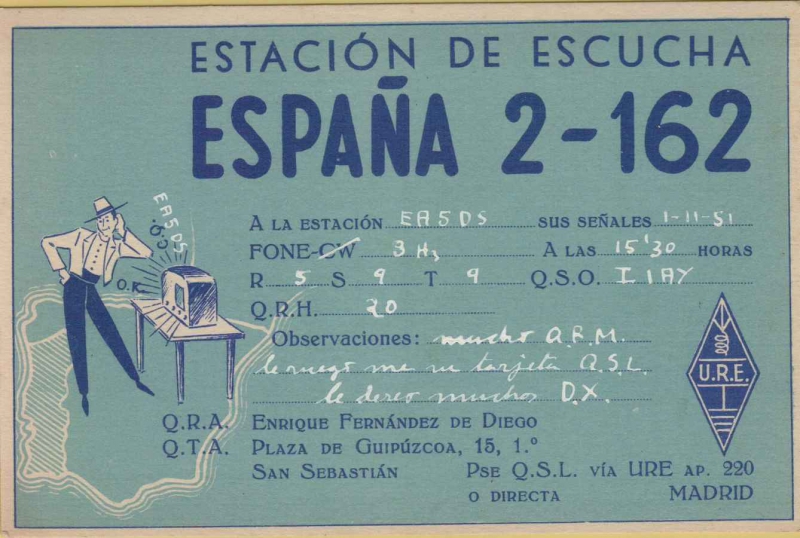 ESTACIÓN DE ESCUCHA
ESPAÑA 2-162
A LA ESTACIÓN EA5DS SUS SEÑALES 1-11-51
FONE-CW 3 Hs A LAS 15'30 HORAS
R 5 S 9 T 9 Q.S.O. I1AY
Q.R.H. 20
Observaciones: mucho Q.R.M.
le ruego me su tarjeta Q.S.L.
le deseo muchos D.X.
EA5DS
C.Q.
O.K.
U.R.E.
Q.R.A. ENRIQUE FERNÁNDEZ DE DIEGO
Q.T.A. PLAZA DE GUIPÚZCOA, 15, 1.º
SAN SEBASTIÁN PSE Q.S.L. VÍA URE AP. 220
O DIRECTA MADRID